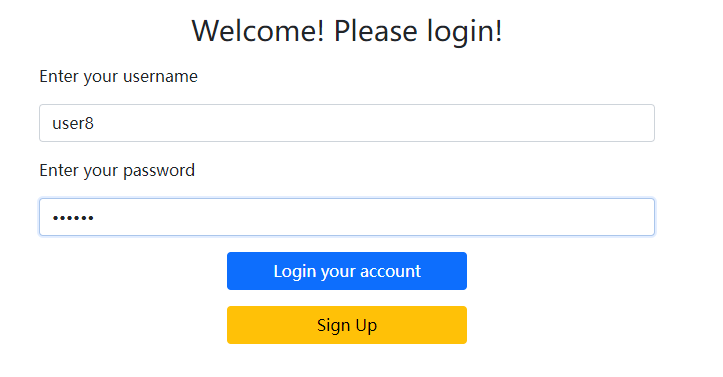 Welcome! Please login!
Enter your username
user8
Enter your password
••••••
Login your account
Sign Up